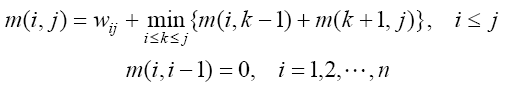 m(i, j) = w_{ij} + min_{i≤k≤j} {m(i, k−1) + m(k+1, j)}, i ≤ j
m(i, i−1) = 0, i = 1,2,⋯,n